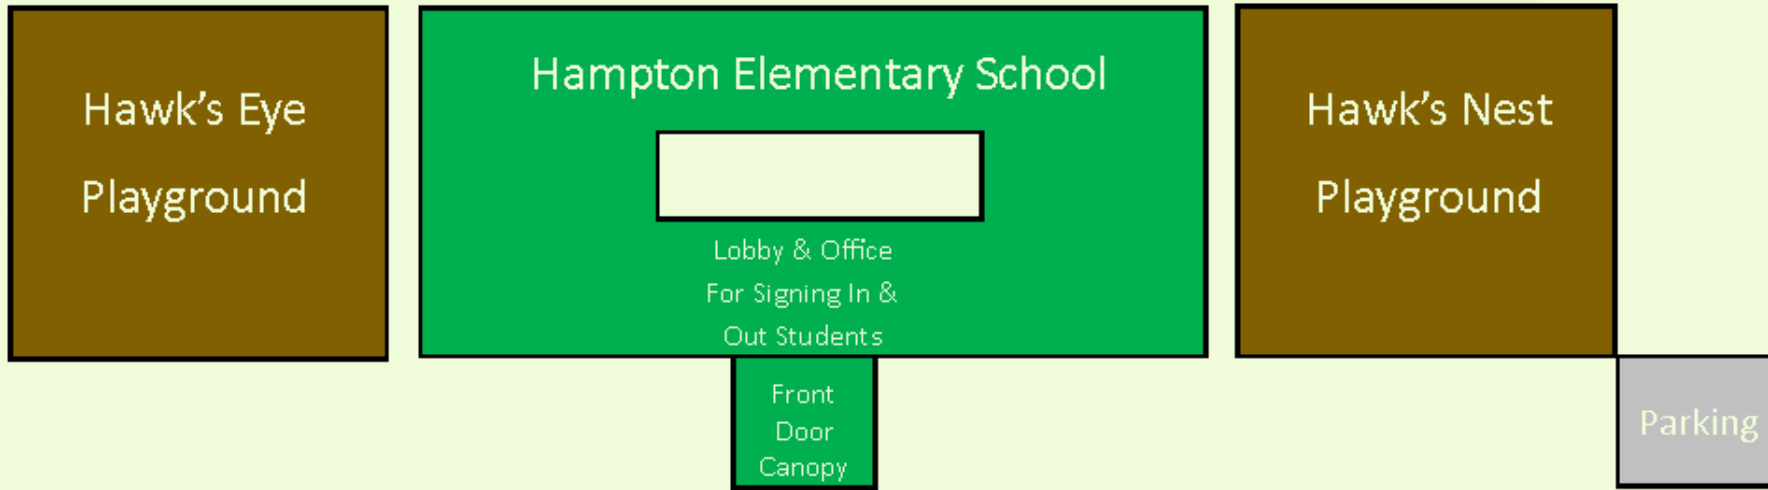 Hawk's Eye
Playground
Hampton Elementary School
Lobby & Office
For Signing In &
Out Students
Front
Door
Canopy
Hawk's Nest
Playground
Parking